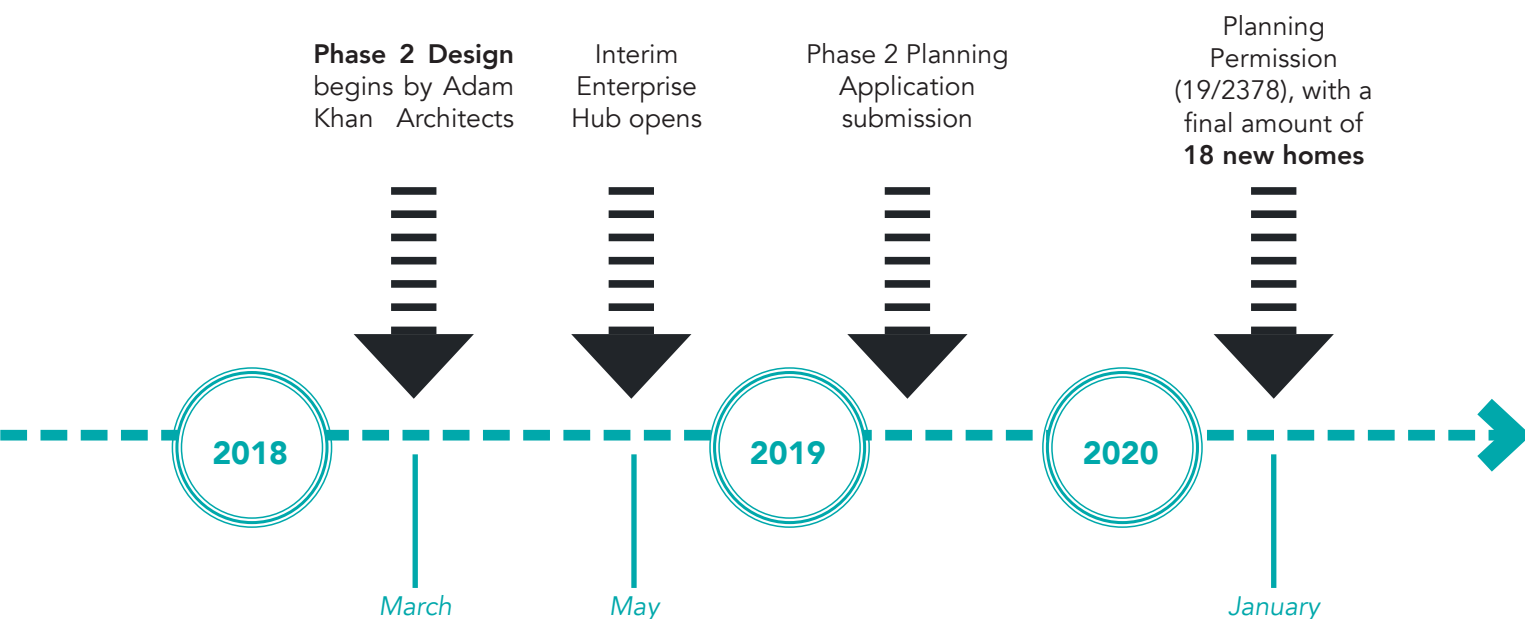 Phase 2 Design
begins by Adam
Khan Architects
Interim
Enterprise
Hub opens
Phase 2 Planning
Application
submission
Planning
Permission
(19/2378), with a
final amount of
18 new homes
2018
2019
2020
March
May
January